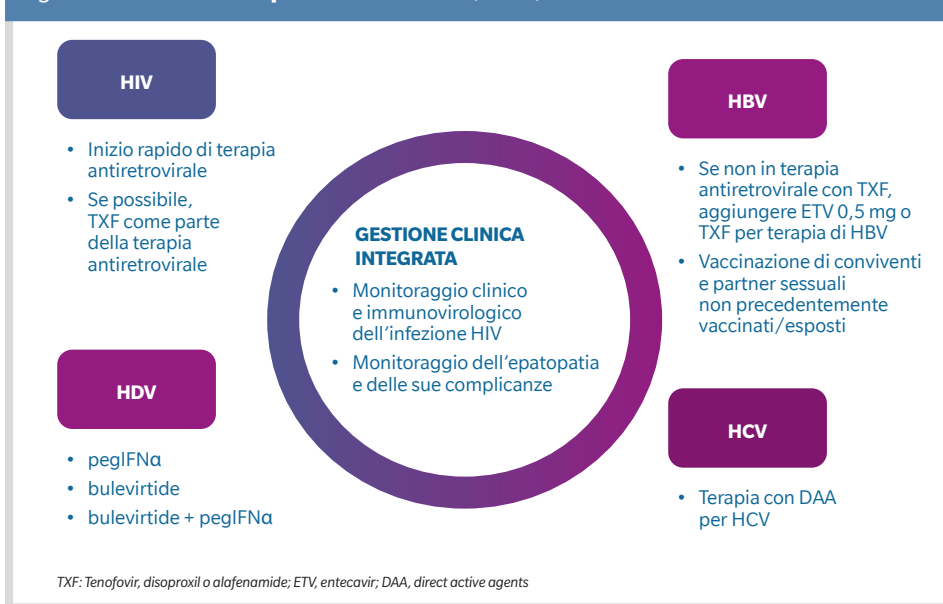 HIV
• Inizio rapido di terapia
antiretrovirale
• Se possibile,
TXF come parte
della terapia
antiretrovirale
HBV
• Se non in terapia
antiretrovirale con TXF,
aggiungere ETV 0,5 mg o
TXF per terapia di HBV
• Vaccinazione di conviventi
e partner sessuali
non precedentemente
vaccinati/esposti
GESTIONE CLINICA
INTEGRATA
• Monitoraggio clinico
e immunovirologico
dell’infezione HIV
• Monitoraggio dell’epatopatia
e delle sue complicanze
HDV
• pegIFNα
• bulevirtide
• bulevirtide + pegIFNα
HCV
• Terapia con DAA
per HCV
TXF: Tenofovir, disoproxil o alafenamide; ETV, entecavir; DAA, direct active agents